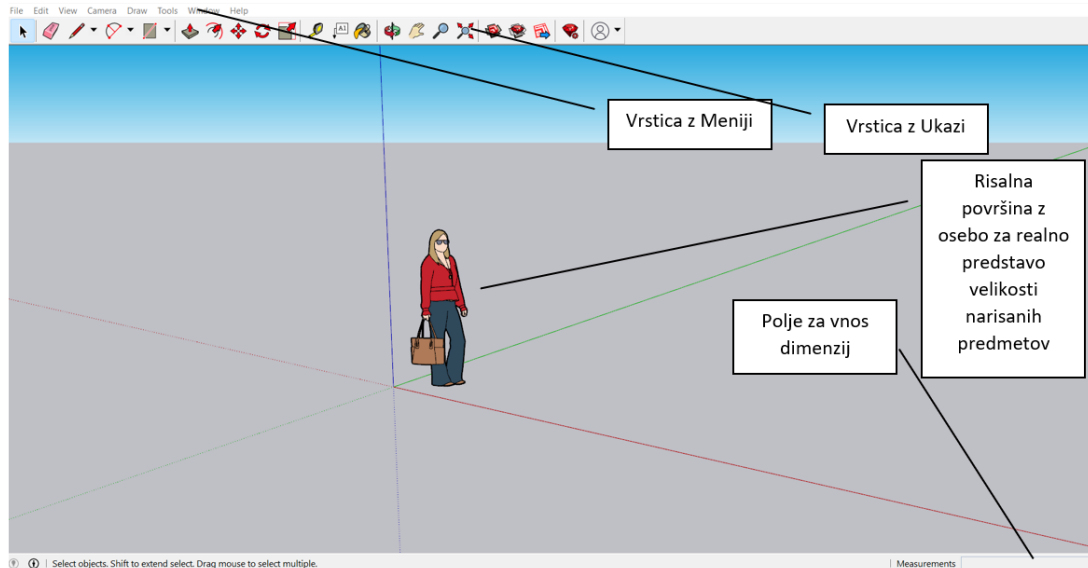 File Edit View Camera Draw Tools Window Help
A1
Vrstica z Meniji
Vrstica z Ukazi
Risalna
površina z
osebo za realno
predstavo
velikosti
narisanih
predmetov
Polje za vnos
dimenzij
Select objects. Shift to extend select. Drag mouse to select multiple.
Measurements